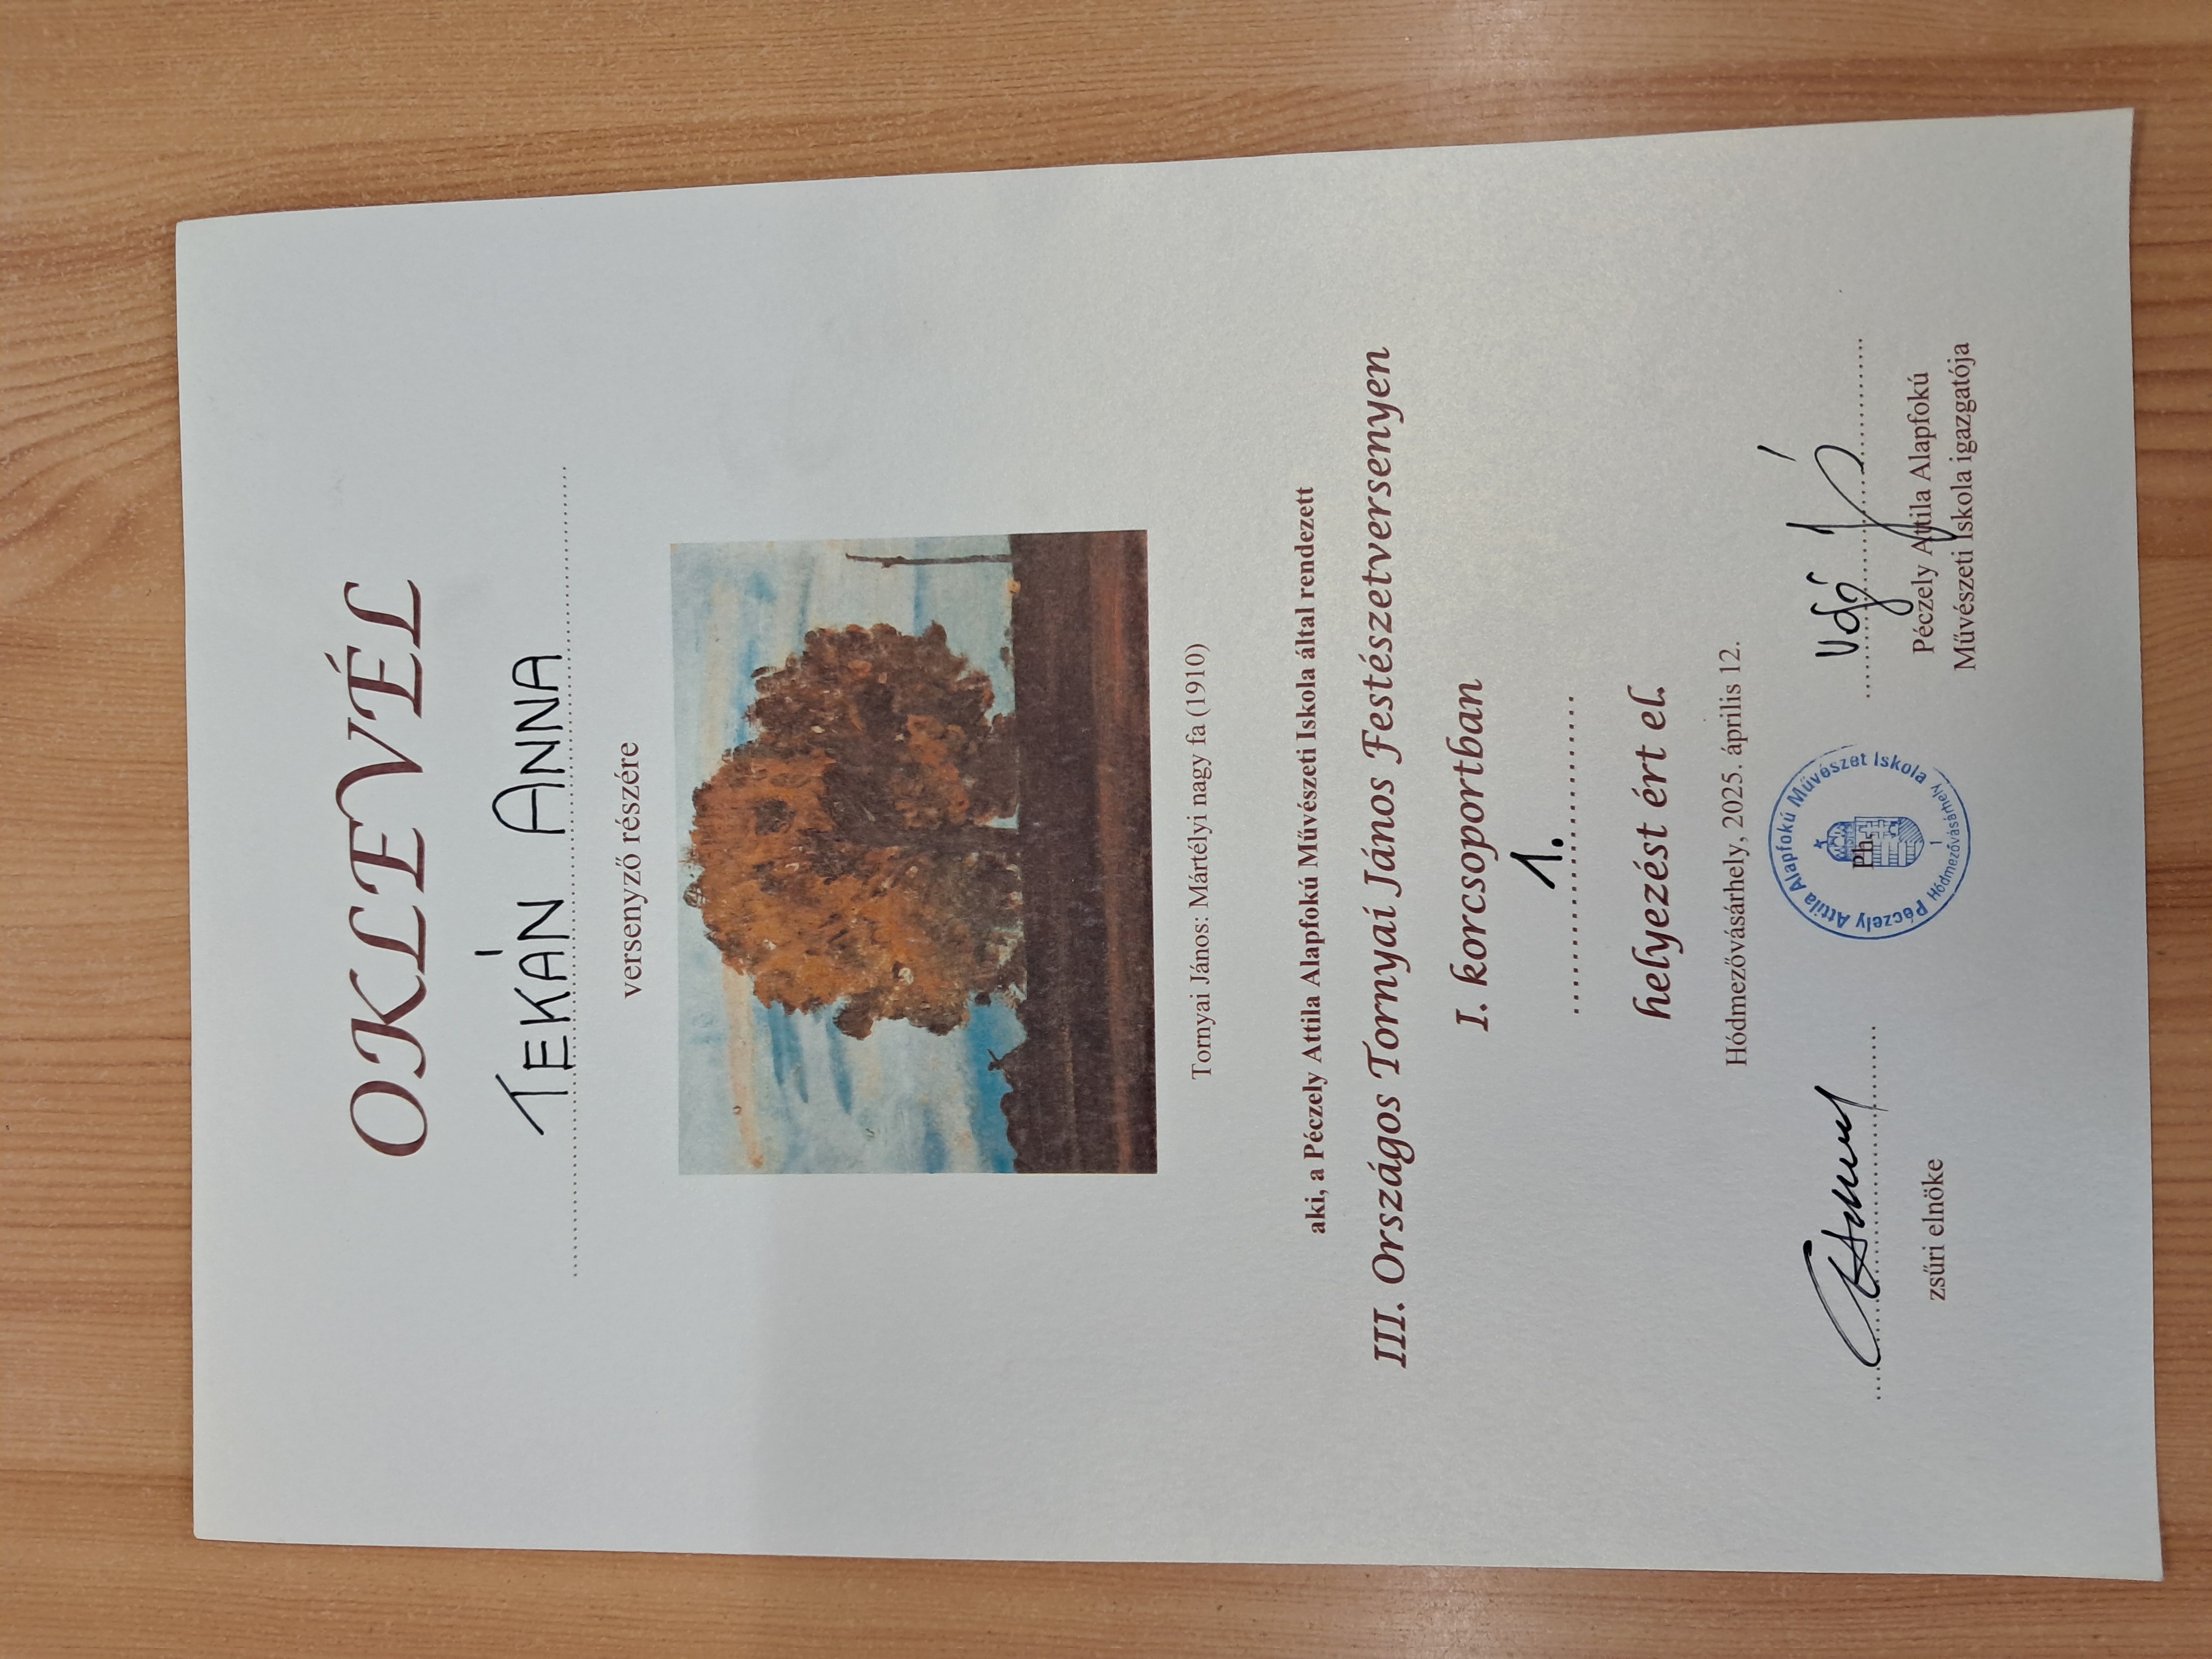 OKLEVÉL
TEKÁN ANNA
versenyző részére
Tornyai János: Mártélyi nagy fa (1910)
aki, a Péczely Attila Alapfokú Művészeti Iskola által rendezett
III. Országos Tornyai János Festészetversenyen
I. korcsoportban
1.
helyezést ért el.
Hódmezővásárhely, 2025. április 12.
Péczely Attila Alapfokú Művészet Iskola
Hódmezővásárhely
1
Ph.
zsűri elnöke
Péczely Attila Alapfokú
Művészeti Iskola igazgatója